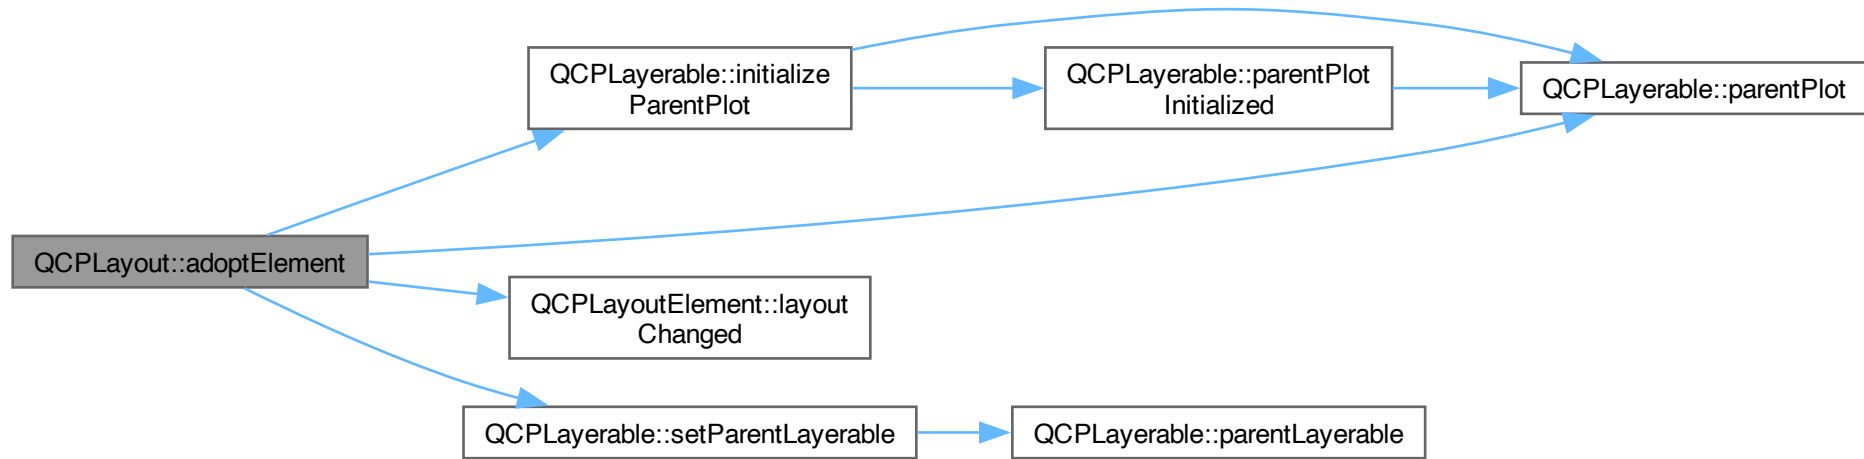 QCPLayout::adoptElement
QCPLayerable::initialize
ParentPlot
QCPLayerable::parentPlot
Initialized
QCPLayerable::parentPlot
QCPLayoutElement::layout
Changed
QCPLayerable::setParentLayerable
QCPLayerable::parentLayerable